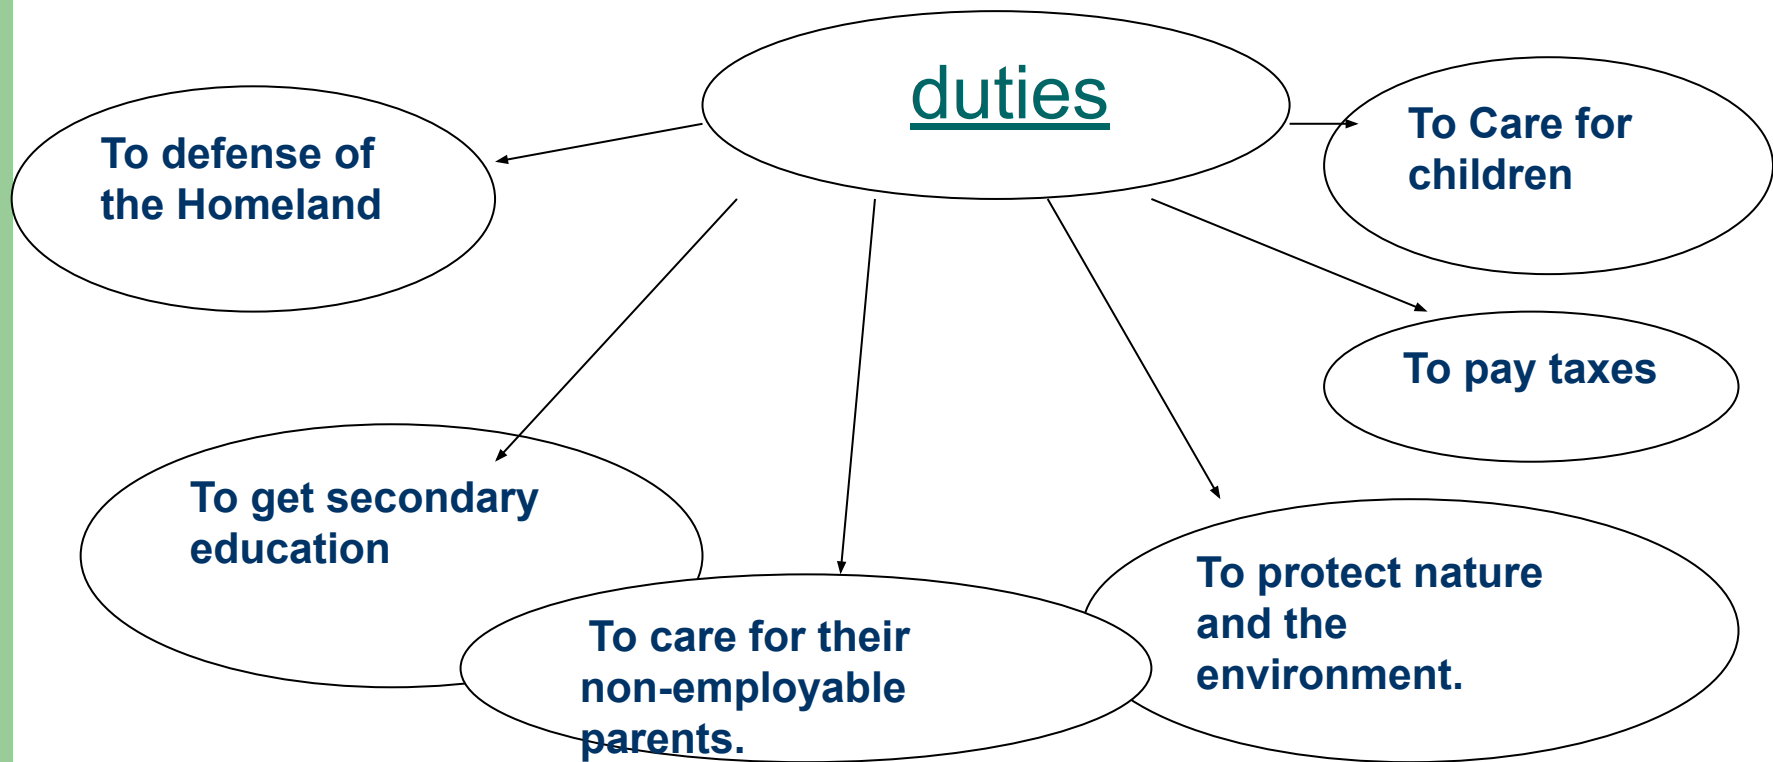 duties
To defense of
the Homeland
To Care for
children
To pay taxes
To get secondary
education
To care for their
non-employable
parents.
To protect nature
and the
environment.